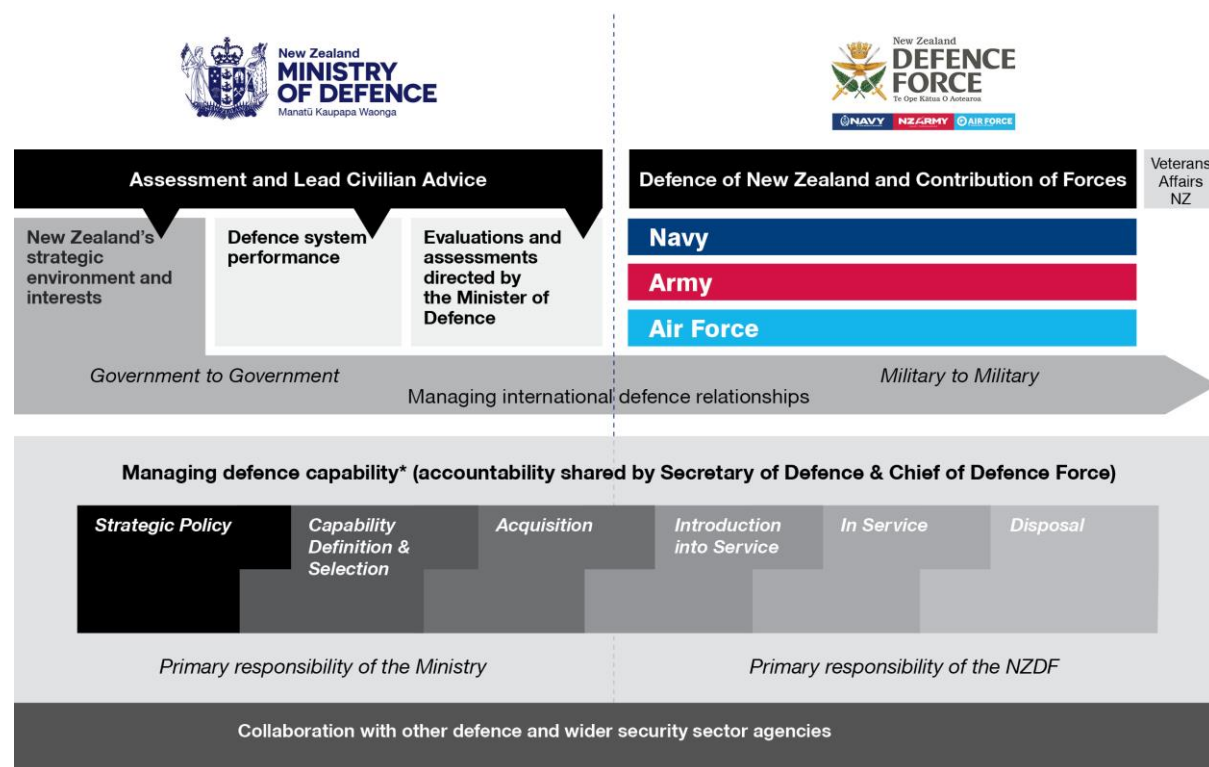 New Zealand
MINISTRY
OF DEFENCE
Manatū Kaupapa Waonga
New Zealand
DEFENCE
FORCE
Te Ope Kātua O Aotearoa
NAVY NZARMY AIR FORCE
Assessment and Lead Civilian Advice
Defence of New Zealand and Contribution of Forces
Veterans
Affairs
NZ
New Zealand's
strategic
environment and
interests
Defence system
performance
Evaluations and
assessments
directed by
the Minister of
Defence
Navy
Army
Air Force
Government to Government
Military to Military
Managing international defence relationships
Managing defence capability* (accountability shared by Secretary of Defence & Chief of Defence Force)
Strategic Policy
Capability
Definition &
Selection
Acquisition
Introduction
into Service
In Service
Disposal
Primary responsibility of the Ministry
Primary responsibility of the NZDF
Collaboration with other defence and wider security sector agencies